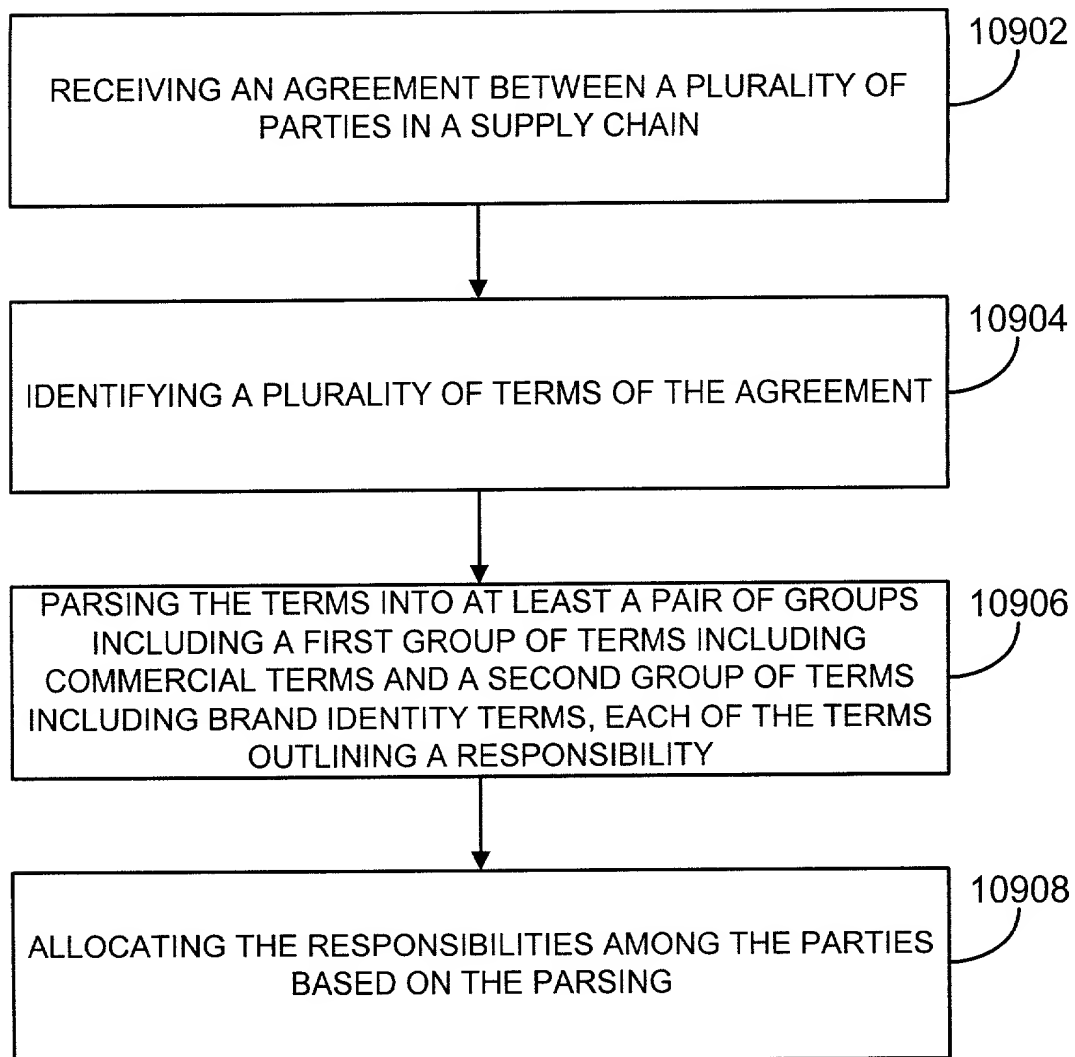 10902
RECEIVING AN AGREEMENT BETWEEN A PLURALITY OF
PARTIES IN A SUPPLY CHAIN
10904
IDENTIFYING A PLURALITY OF TERMS OF THE AGREEMENT
10906
PARSING THE TERMS INTO AT LEAST A PAIR OF GROUPS
INCLUDING A FIRST GROUP OF TERMS INCLUDING
COMMERCIAL TERMS AND A SECOND GROUP OF TERMS
INCLUDING BRAND IDENTITY TERMS, EACH OF THE TERMS
OUTLINING A RESPONSIBILITY
10908
ALLOCATING THE RESPONSIBILITIES AMONG THE PARTIES
BASED ON THE PARSING